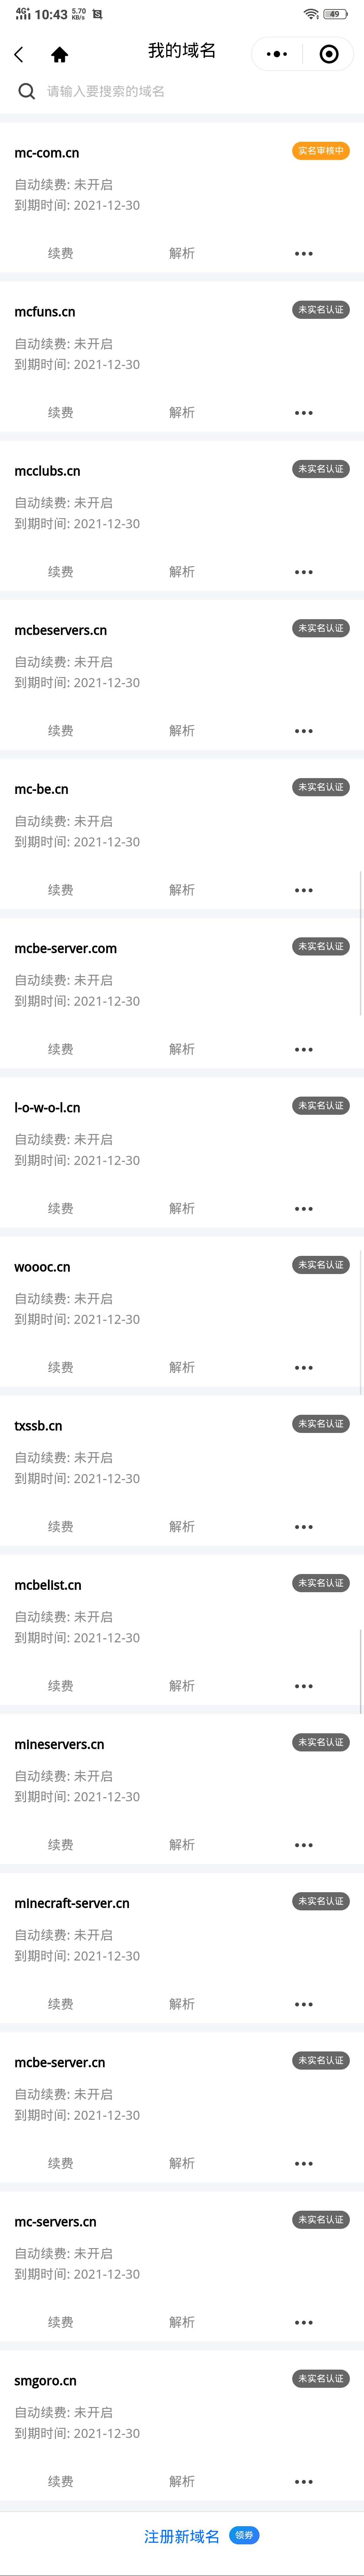 4G 10:43 5.70 KB/s 49
我的域名
请输入要搜索的域名
mc-com.cn 实名审核中
自动续费: 未开启
到期时间: 2021-12-30
续费 解析
mcfuns.cn 未实名认证
自动续费: 未开启
到期时间: 2021-12-30
续费 解析
mcclubs.cn 未实名认证
自动续费: 未开启
到期时间: 2021-12-30
续费 解析
mcbeservers.cn 未实名认证
自动续费: 未开启
到期时间: 2021-12-30
续费 解析
mc-be.cn 未实名认证
自动续费: 未开启
到期时间: 2021-12-30
续费 解析
mcbe-server.com 未实名认证
自动续费: 未开启
到期时间: 2021-12-30
续费 解析
l-o-w-o-l.cn 未实名认证
自动续费: 未开启
到期时间: 2021-12-30
续费 解析
woooc.cn 未实名认证
自动续费: 未开启
到期时间: 2021-12-30
续费 解析
txssb.cn 未实名认证
自动续费: 未开启
到期时间: 2021-12-30
续费 解析
mcbelist.cn 未实名认证
自动续费: 未开启
到期时间: 2021-12-30
续费 解析
mineservers.cn 未实名认证
自动续费: 未开启
到期时间: 2021-12-30
续费 解析
minecraft-server.cn 未实名认证
自动续费: 未开启
到期时间: 2021-12-30
续费 解析
mcbe-server.cn 未实名认证
自动续费: 未开启
到期时间: 2021-12-30
续费 解析
mc-servers.cn 未实名认证
自动续费: 未开启
到期时间: 2021-12-30
续费 解析
smgoro.cn 未实名认证
自动续费: 未开启
到期时间: 2021-12-30
续费 解析
注册新域名 领券